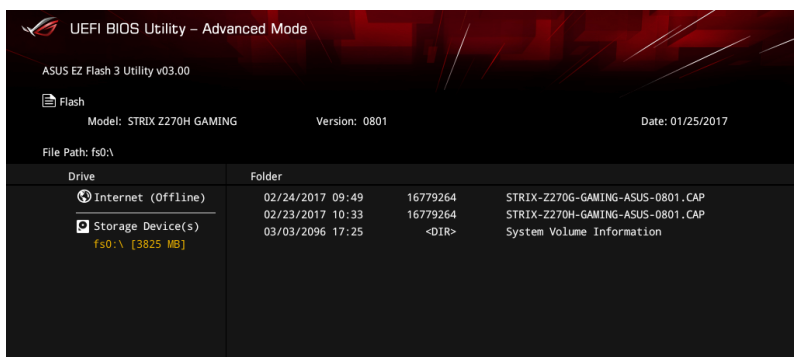 UEFI BIOS Utility – Advanced Mode
ASUS EZ Flash 3 Utility v03.00
Flash
Model: STRIX Z270H GAMING Version: 0801 Date: 01/25/2017
File Path: fs0:\
Drive Folder
Internet (Offline) 02/24/2017 09:49 16779264 STRIX-Z270G-GAMING-ASUS-0801.CAP
02/23/2017 10:33 16779264 STRIX-Z270H-GAMING-ASUS-0801.CAP
Storage Device(s) 03/03/2096 17:25 <DIR> System Volume Information
fs0:\ [3825 MB]